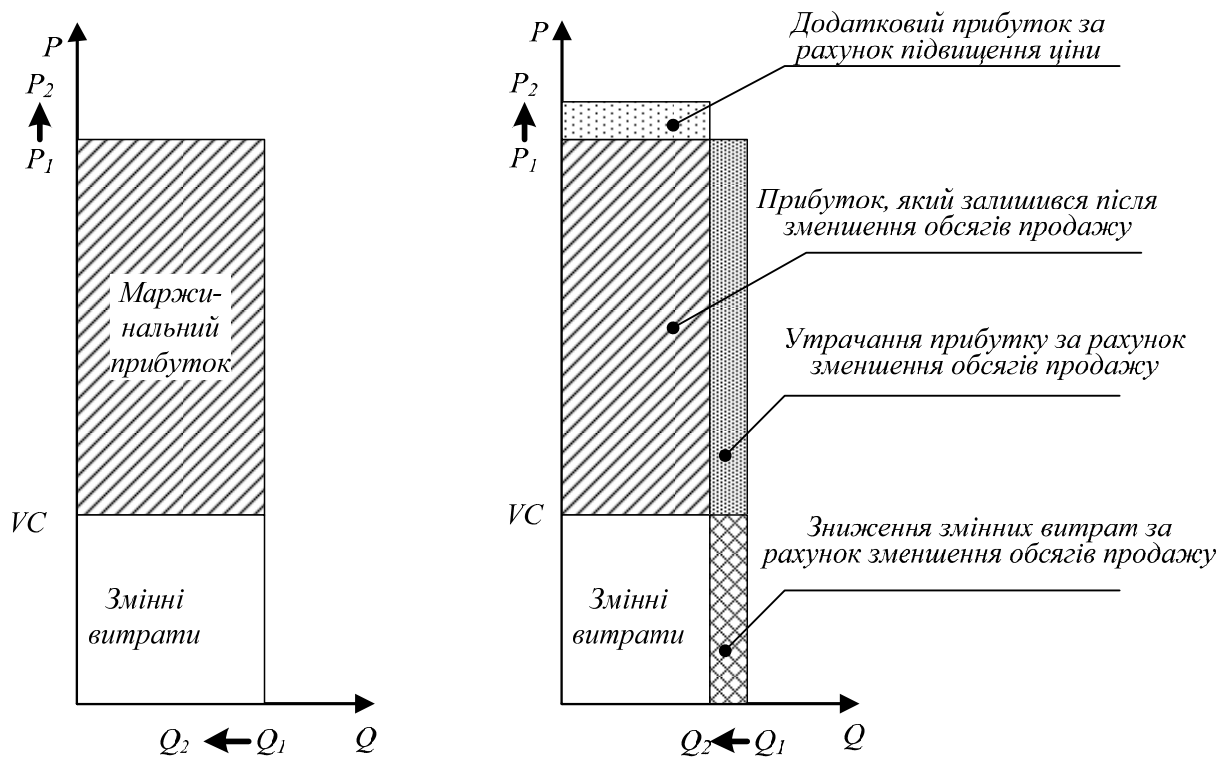 P
P2
P1
Маржи-
нальний
прибуток
VC
Змінні
витрати
Q2
Q1
Q
P
P2
P1
VC
Змінні
витрати
Q2
Q1
Q
Додатковий прибуток за
рахунок підвищення ціни
Прибуток, який залишився після
зменшення обсягів продажу
Утрачання прибутку за рахунок
зменшення обсягів продажу
Зниження змінних витрат за
рахунок зменшення обсягів продажу